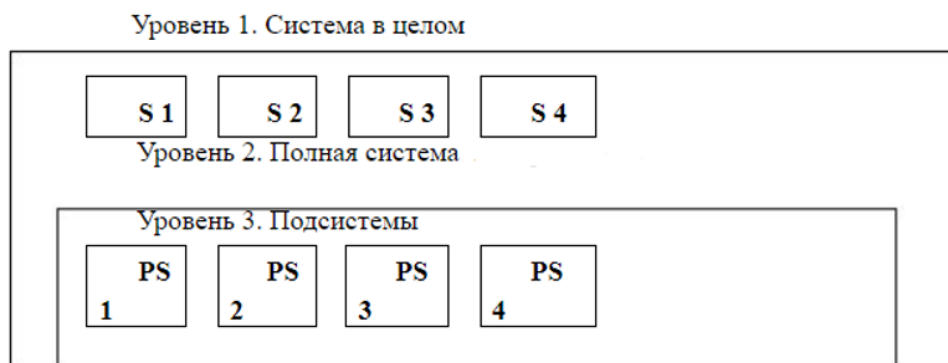 Уровень 1. Система в целом
S 1 S 2 S 3 S 4
Уровень 2. Полная система
Уровень 3. Подсистемы
PS PS PS PS
1 2 3 4